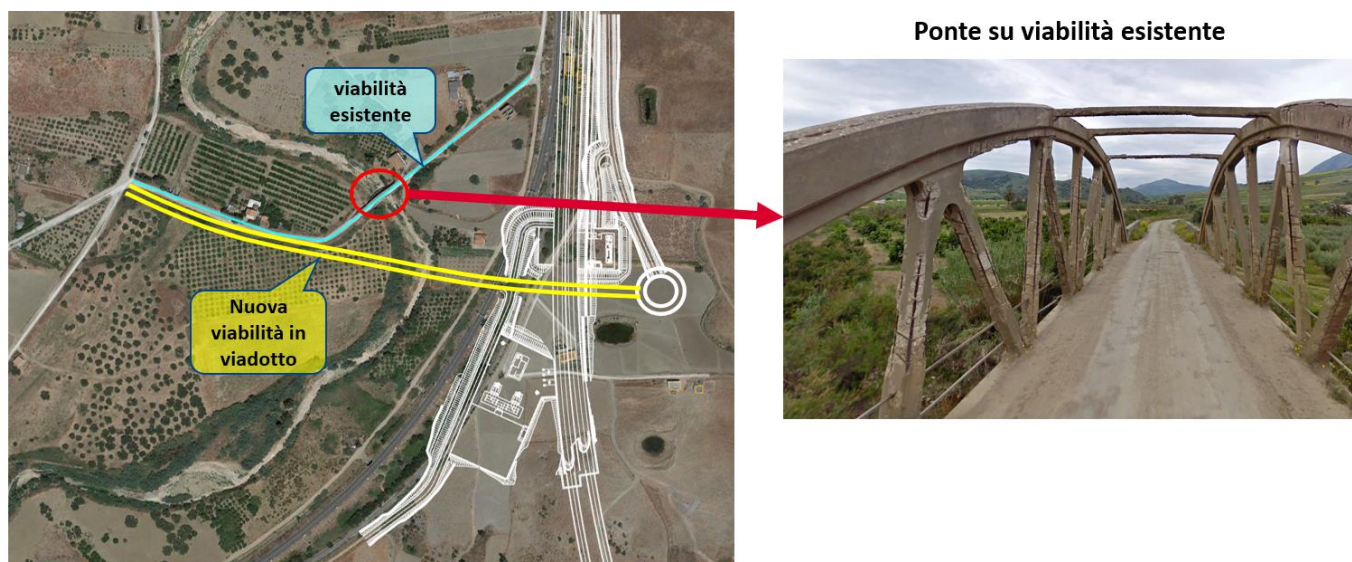 Ponte su viabilità esistente
viabilità
esistente
Nuova
viabilità in
viadotto